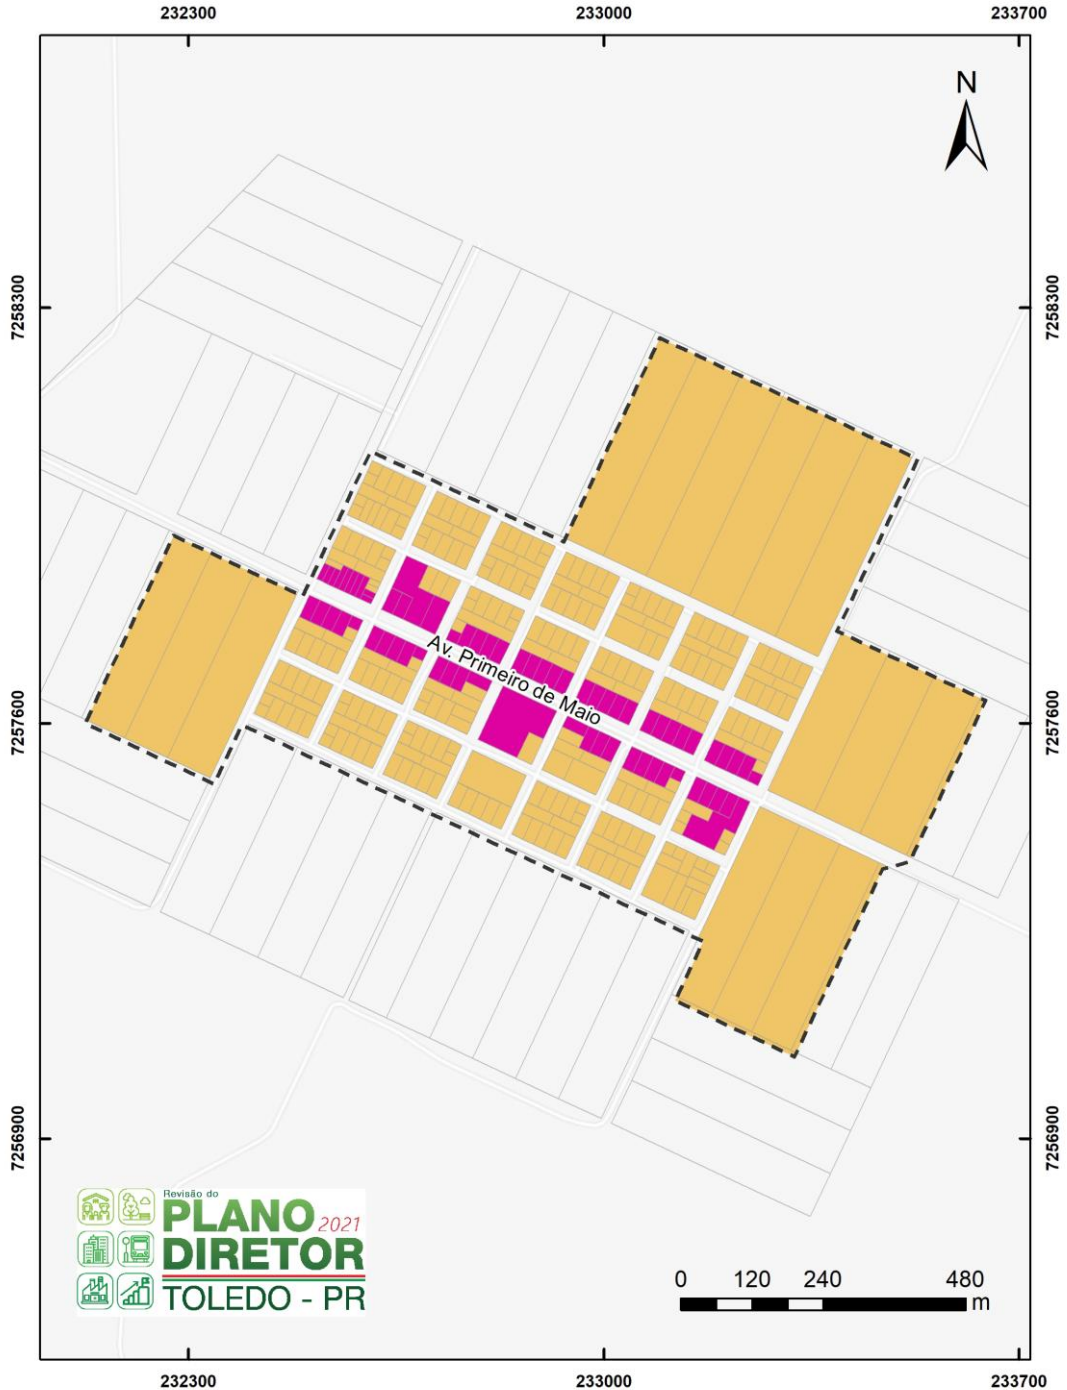 232300
233000
233700
N
7258300
7258300
Av. Primeiro de Maio
7257600
7257600
7256900
7256900
Revisão do
PLANO 2021
DIRETOR
TOLEDO - PR
0 120 240 480
m
232300
233000
233700